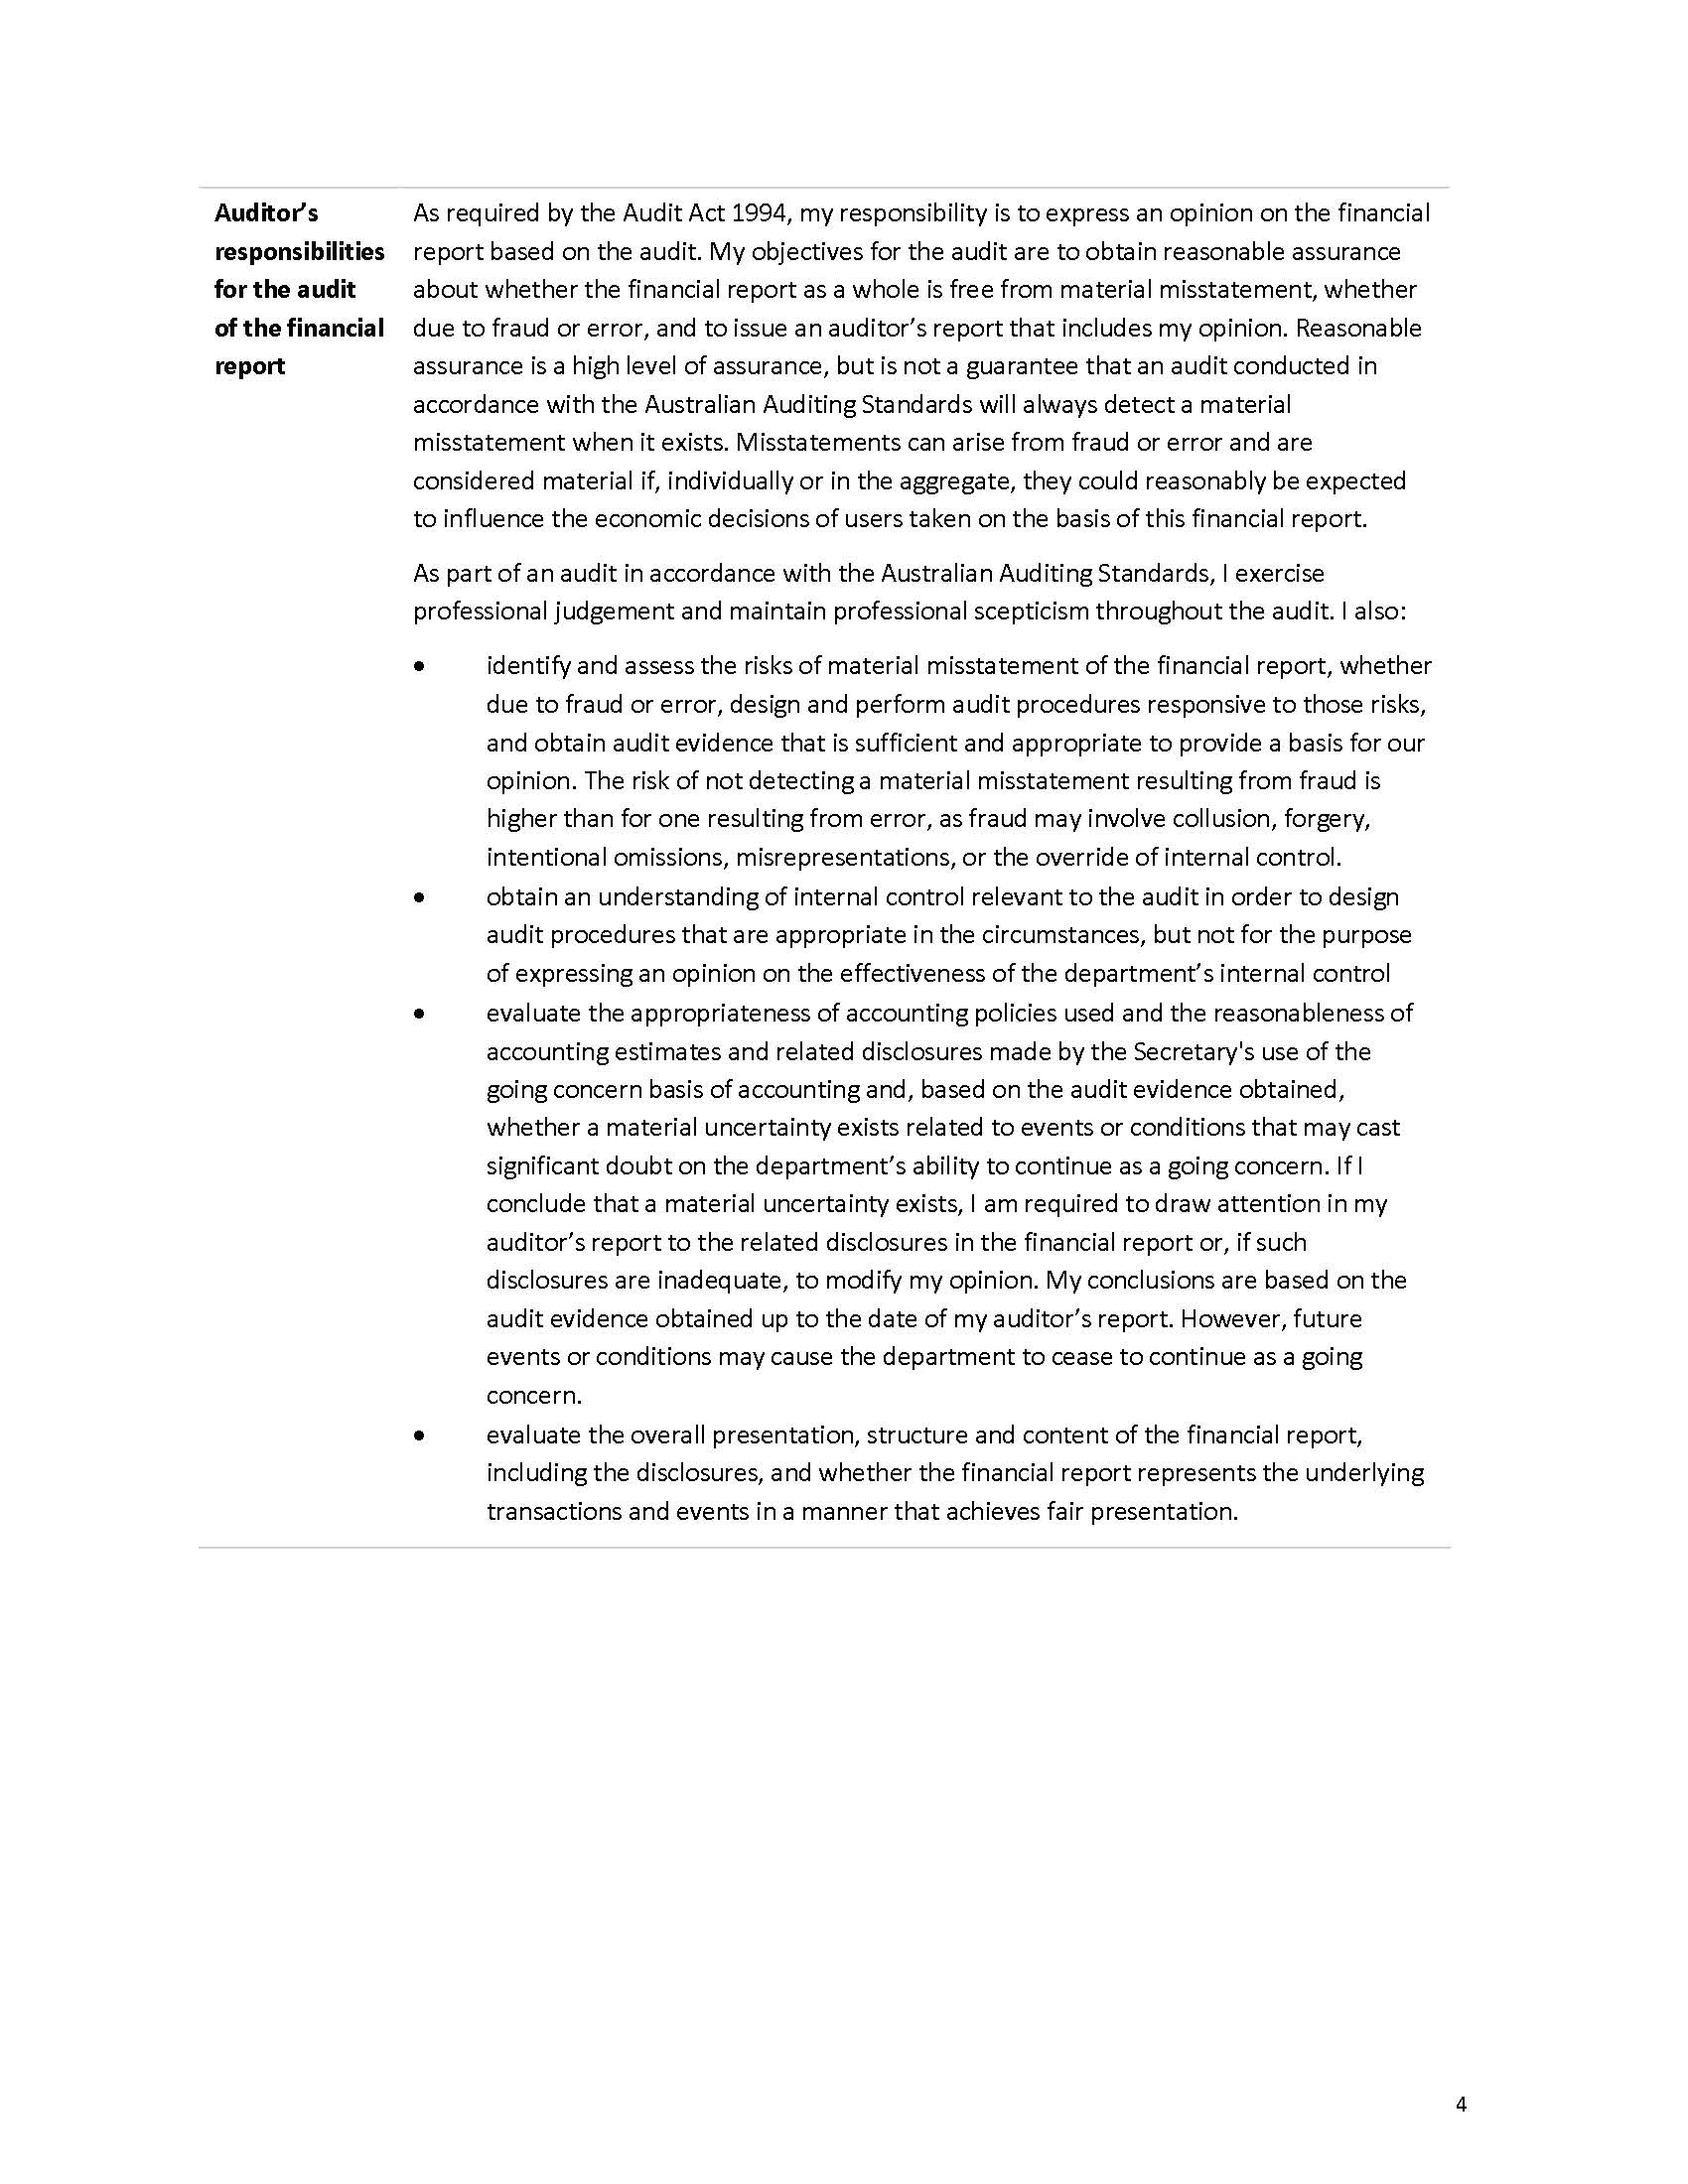 Auditor’s
responsibilities
for the audit
of the financial
report
As required by the Audit Act 1994, my responsibility is to express an opinion on the financial
report based on the audit. My objectives for the audit are to obtain reasonable assurance
about whether the financial report as a whole is free from material misstatement, whether
due to fraud or error, and to issue an auditor’s report that includes my opinion. Reasonable
assurance is a high level of assurance, but is not a guarantee that an audit conducted in
accordance with the Australian Auditing Standards will always detect a material
misstatement when it exists. Misstatements can arise from fraud or error and are
considered material if, individually or in the aggregate, they could reasonably be expected
to influence the economic decisions of users taken on the basis of this financial report.
As part of an audit in accordance with the Australian Auditing Standards, I exercise
professional judgement and maintain professional scepticism throughout the audit. I also:
• identify and assess the risks of material misstatement of the financial report, whether
due to fraud or error, design and perform audit procedures responsive to those risks,
and obtain audit evidence that is sufficient and appropriate to provide a basis for our
opinion. The risk of not detecting a material misstatement resulting from fraud is
higher than for one resulting from error, as fraud may involve collusion, forgery,
intentional omissions, misrepresentations, or the override of internal control.
• obtain an understanding of internal control relevant to the audit in order to design
audit procedures that are appropriate in the circumstances, but not for the purpose
of expressing an opinion on the effectiveness of the department’s internal control
• evaluate the appropriateness of accounting policies used and the reasonableness of
accounting estimates and related disclosures made by the Secretary's use of the
going concern basis of accounting and, based on the audit evidence obtained,
whether a material uncertainty exists related to events or conditions that may cast
significant doubt on the department’s ability to continue as a going concern. If I
conclude that a material uncertainty exists, I am required to draw attention in my
auditor’s report to the related disclosures in the financial report or, if such
disclosures are inadequate, to modify my opinion. My conclusions are based on the
audit evidence obtained up to the date of my auditor’s report. However, future
events or conditions may cause the department to cease to continue as a going
concern.
• evaluate the overall presentation, structure and content of the financial report,
including the disclosures, and whether the financial report represents the underlying
transactions and events in a manner that achieves fair presentation.
4